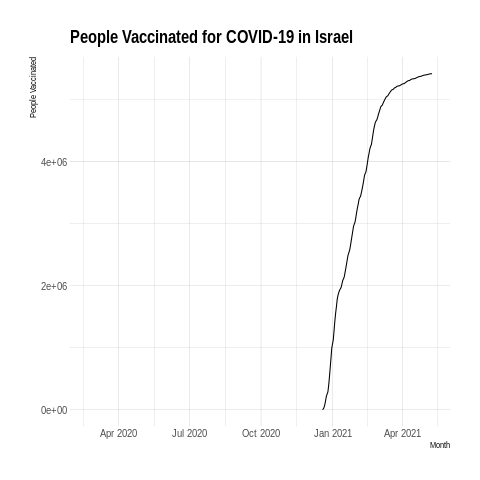 People Vaccinated for COVID-19 in Israel
People Vaccinated
4e+06
2e+06
0e+00
Apr 2020 Jul 2020 Oct 2020 Jan 2021 Apr 2021
Month